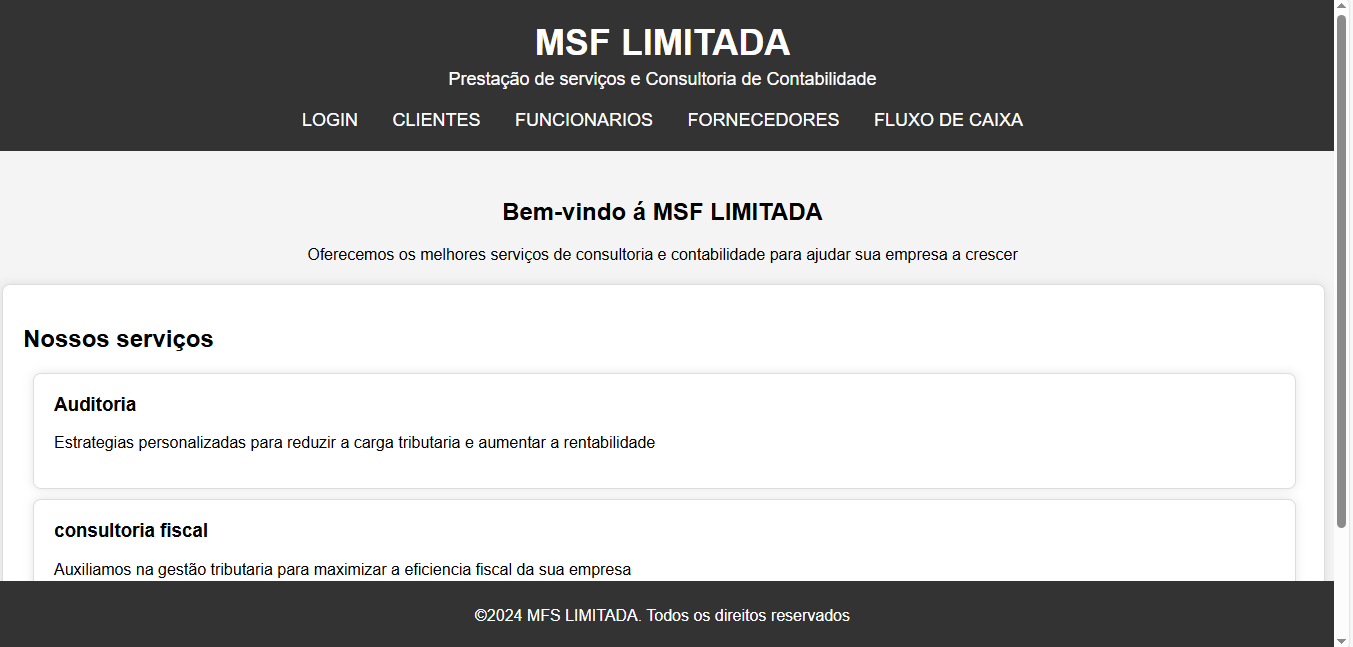 MSF LIMITADA
Prestação de serviços e Consultoria de Contabilidade
LOGIN CLIENTES FUNCIONARIOS FORNECEDORES FLUXO DE CAIXA
Bem-vindo á MSF LIMITADA
Oferecemos os melhores serviços de consultoria e contabilidade para ajudar sua empresa a crescer
Nossos serviços
Auditoria
Estrategias personalizadas para reduzir a carga tributaria e aumentar a rentabilidade
consultoria fiscal
Auxiliamos na gestão tributaria para maximizar a eficiencia fiscal da sua empresa
©2024 MFS LIMITADA. Todos os direitos reservados